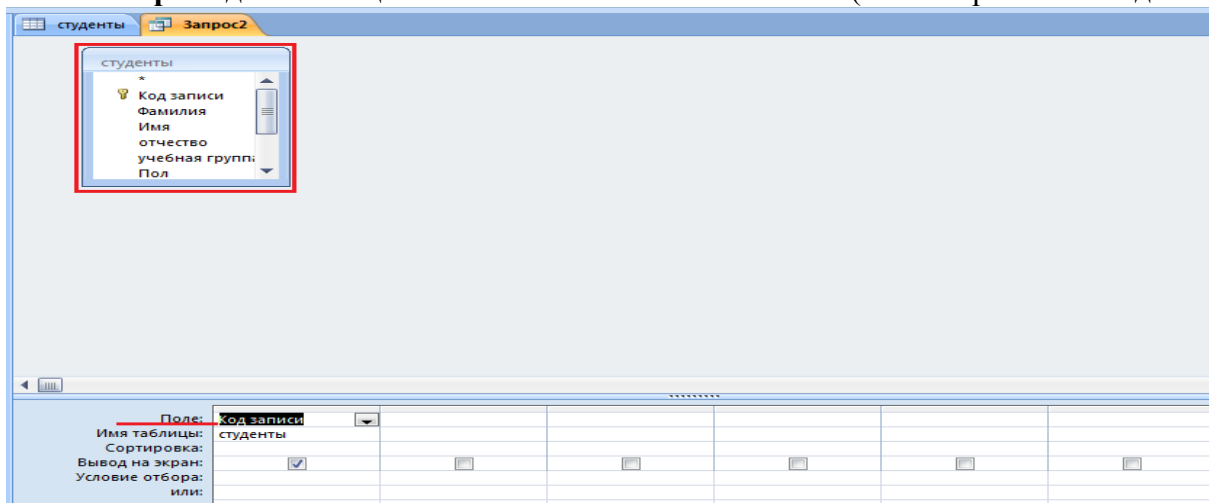 студенты Запрос2
студенты
*
Код записи
Фамилия
Имя
отчество
учебная групп
Пол
Поле: Код записи
Имя таблицы: студенты
Сортировка:
Вывод на экран:
Условие отбора:
или: